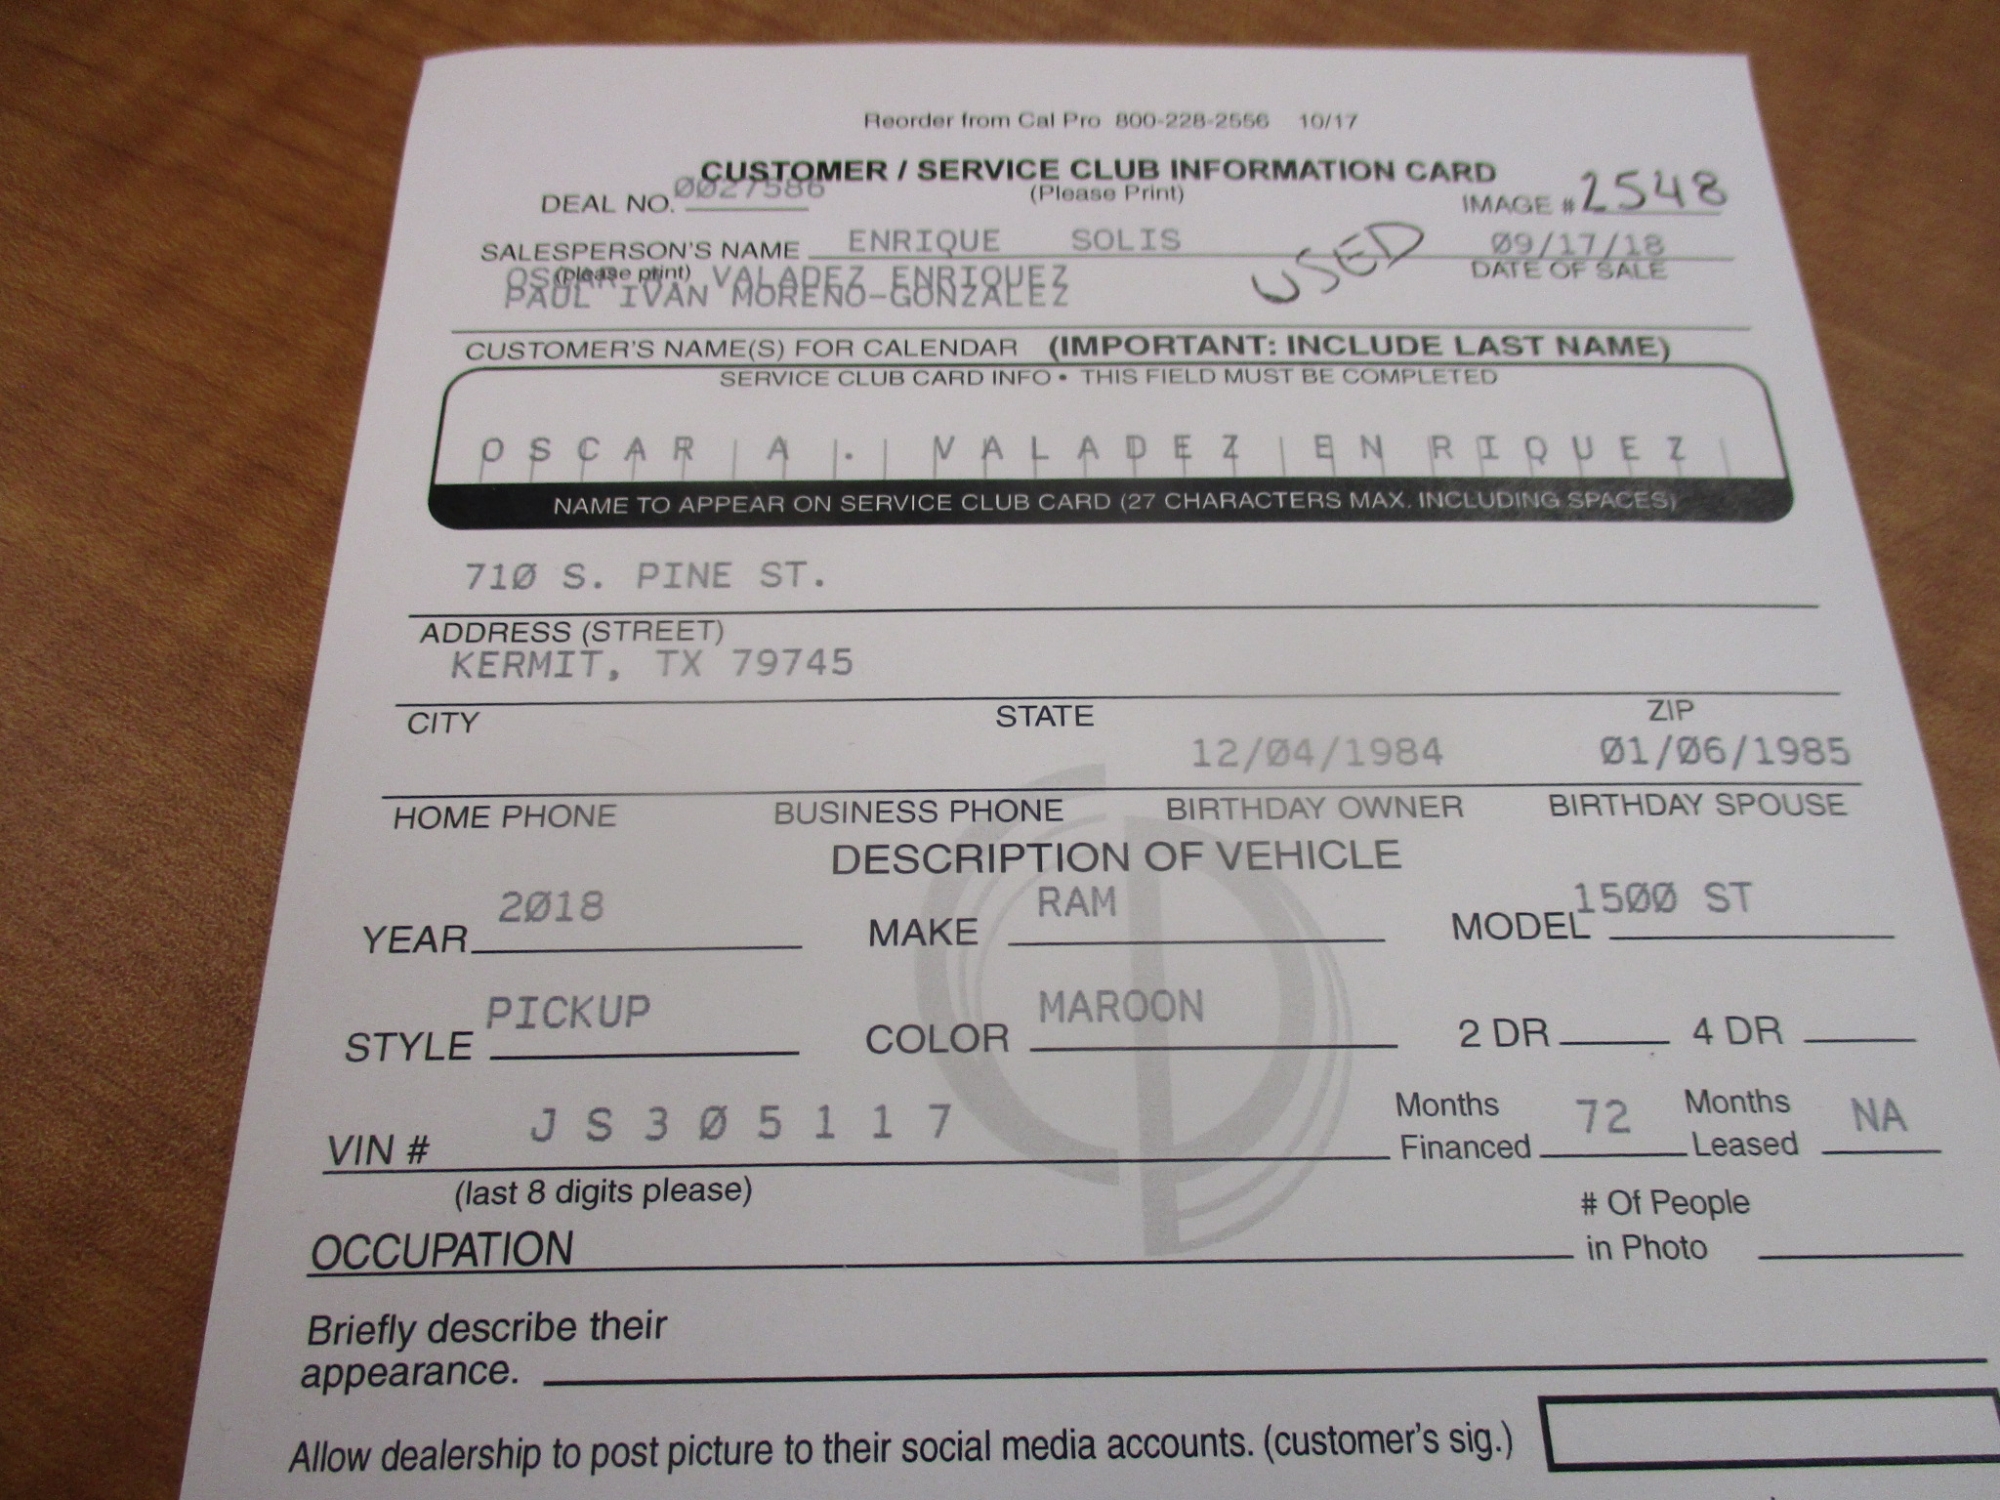 Reorder from Cal Pro 800-228-2556 10/17
CUSTOMER / SERVICE CLUB INFORMATION CARD
(Please Print)
DEAL NO. 0027586
IMAGE # 2548
SALESPERSON'S NAME ENRIQUE SOLIS
USED
09/17/18
(please print)
DATE OF SALE
VALADEZ ENRIQUEZ
PAUL IVAN MORENO-GONZALEZ
CUSTOMER'S NAME(S) FOR CALENDAR (IMPORTANT: INCLUDE LAST NAME)
SERVICE CLUB CARD INFO • THIS FIELD MUST BE COMPLETED
OSCAR A. VALADEZ ENRIQUEZ
NAME TO APPEAR ON SERVICE CLUB CARD (27 CHARACTERS MAX. INCLUDING SPACES)
710 S. PINE ST.
ADDRESS (STREET)
KERMIT, TX 79745
CITY STATE ZIP
12/04/1984 01/06/1985
HOME PHONE BUSINESS PHONE BIRTHDAY OWNER BIRTHDAY SPOUSE
DESCRIPTION OF VEHICLE
YEAR 2018 MAKE RAM MODEL 1500 ST
STYLE PICKUP COLOR MAROON 2 DR 4 DR
VIN # JS305117 Months Financed 72 Months Leased NA
(last 8 digits please)
OCCUPATION # Of People in Photo
Briefly describe their
appearance.
Allow dealership to post picture to their social media accounts. (customer's sig.)